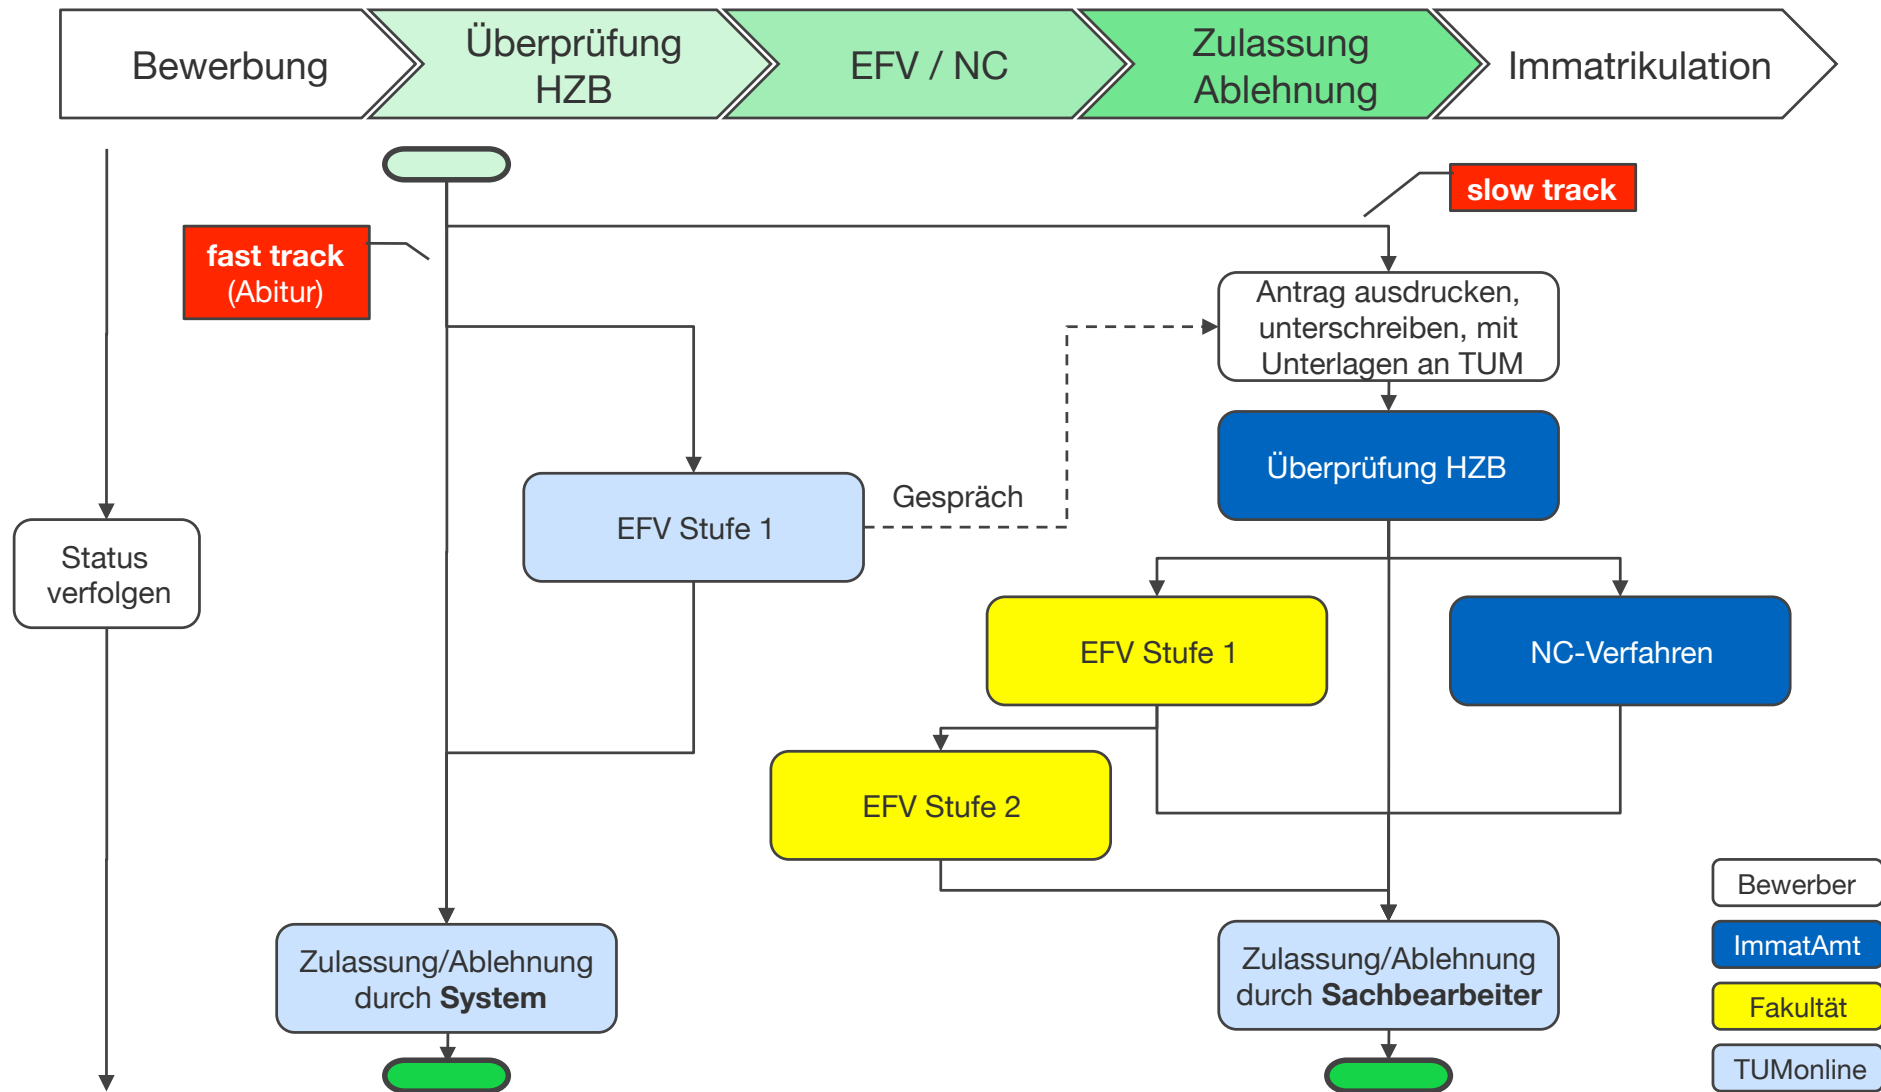 Bewerbung
Überprüfung
HZB
EFV / NC
Zulassung
Ablehnung
Immatrikulation
slow track
fast track
(Abitur)
Antrag ausdrucken,
unterschreiben, mit
Unterlagen an TUM
Überprüfung HZB
Gespräch
EFV Stufe 1
Status
verfolgen
EFV Stufe 1
NC-Verfahren
EFV Stufe 2
Zulassung/Ablehnung
durch System
Zulassung/Ablehnung
durch Sachbearbeiter
Bewerber
ImmatAmt
Fakultät
TUMonline